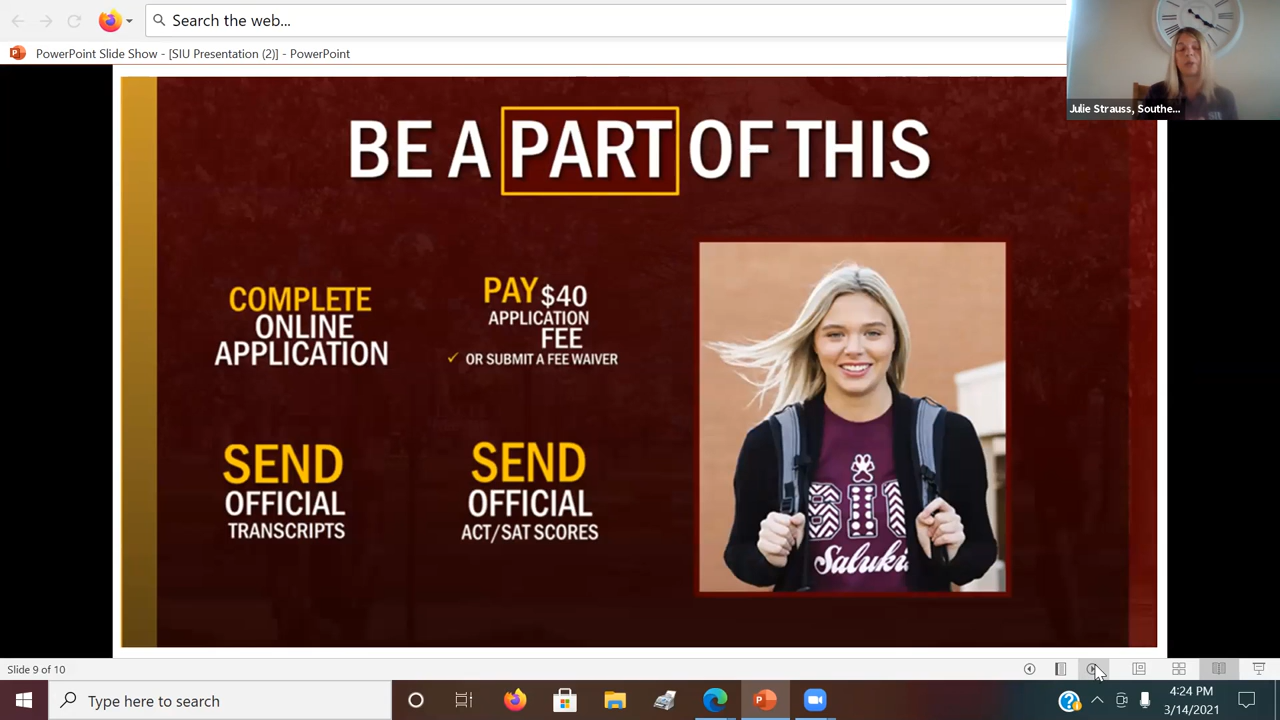 Search the web...
PowerPoint Slide Show - [SIU Presentation (2)] - PowerPoint
Julie Strauss, Southe...
BE A PART OF THIS
COMPLETE
ONLINE
APPLICATION
PAY $40
APPLICATION
FEE
✓ OR SUBMIT A FEE WAIVER
SEND
OFFICIAL
TRANSCRIPTS
SEND
OFFICIAL
ACT/SAT SCORES
SIU
Saluki
Slide 9 of 10
Type here to search
4:24 PM
3/14/2021